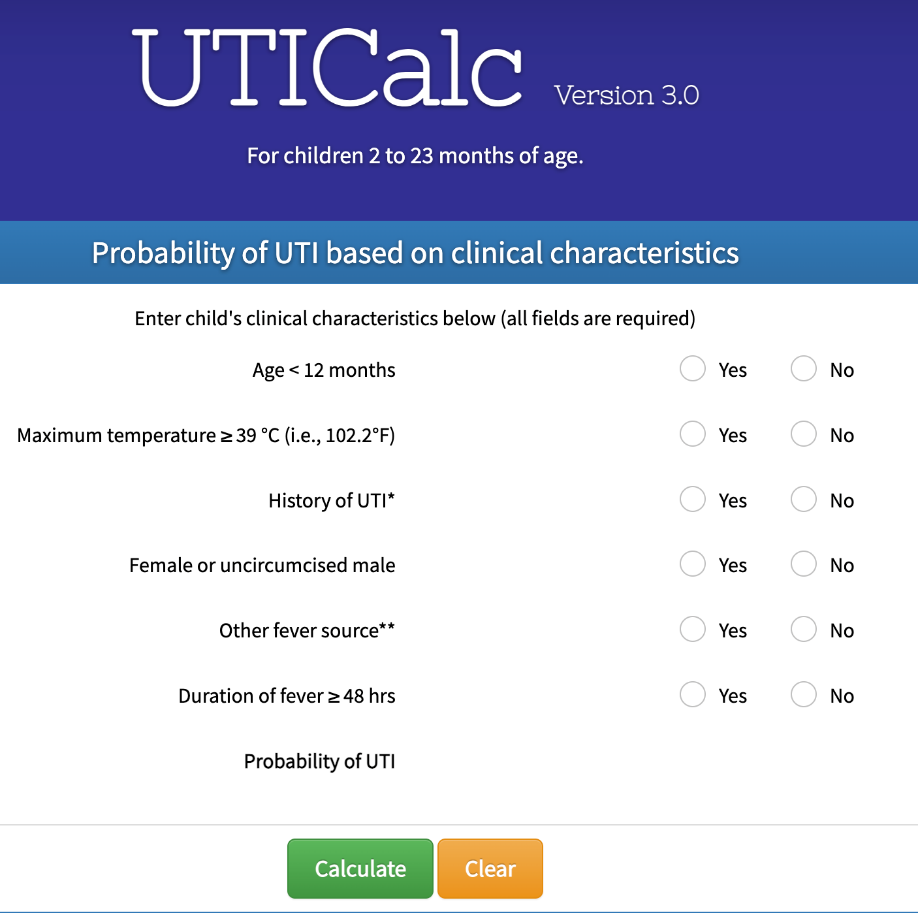 UTICalc Version 3.0
For children 2 to 23 months of age.
Probability of UTI based on clinical characteristics
Enter child's clinical characteristics below (all fields are required)
Age < 12 months Yes No
Maximum temperature ≥ 39 °C (i.e., 102.2°F) Yes No
History of UTI* Yes No
Female or uncircumcised male Yes No
Other fever source** Yes No
Duration of fever ≥ 48 hrs Yes No
Probability of UTI
Calculate Clear